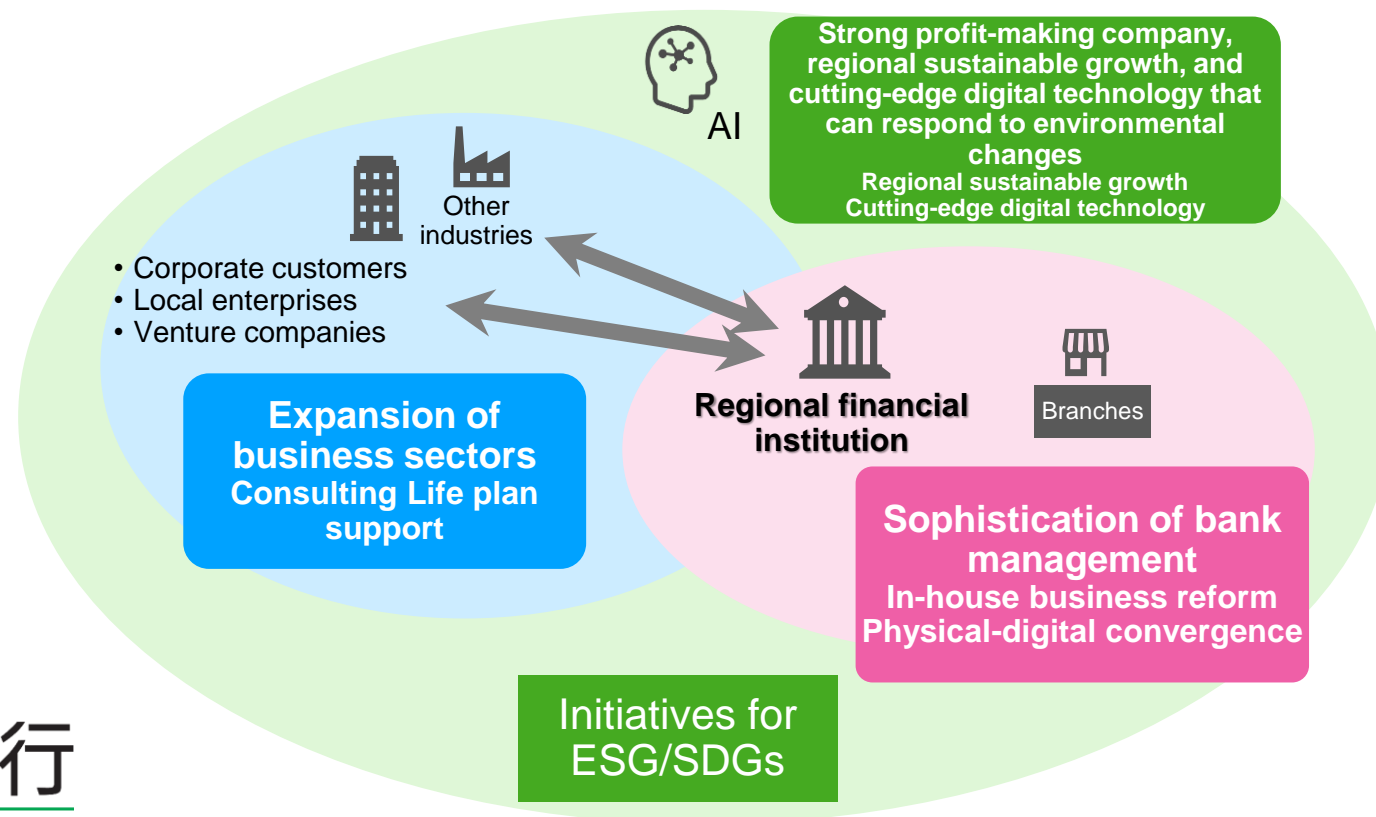 Strong profit-making company,
regional sustainable growth, and
cutting-edge digital technology that
can respond to environmental
changes
Regional sustainable growth
Cutting-edge digital technology
AI
Other
industries
• Corporate customers
• Local enterprises
• Venture companies
Expansion of
business sectors
Consulting Life plan
support
Regional financial
institution
Branches
Sophistication of bank
management
In-house business reform
Physical-digital convergence
Initiatives for
ESG/SDGs
行